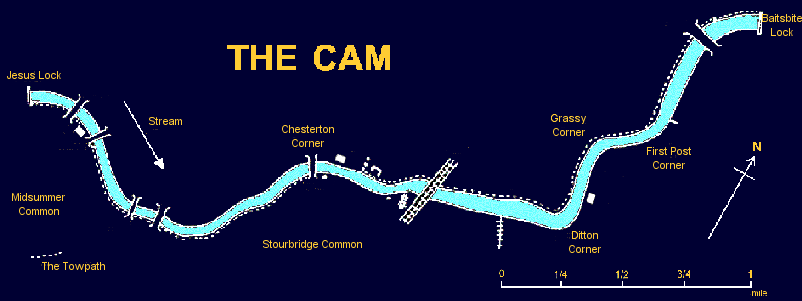 THE CAM
Baitsbite
Lock
Jesus Lock
Stream
Grassy
Corner
Chesterton
Corner
First Post
Corner
N
Midsummer
Common
Stourbridge Common
Ditton
Corner
The Towpath
0 1/4 1/2 3/4 1
mile